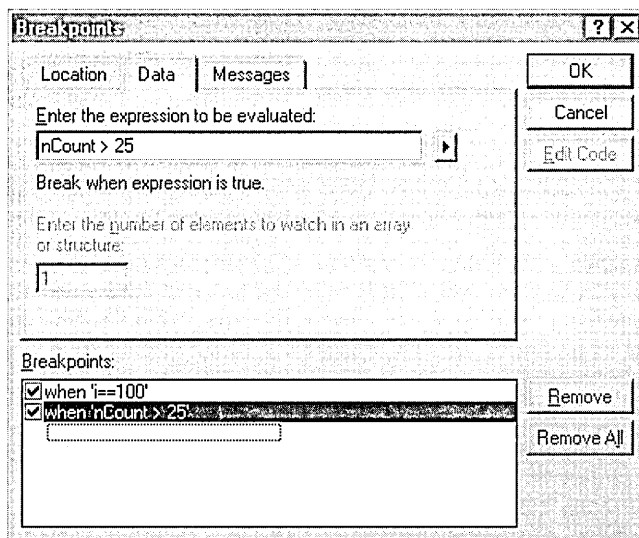 Breakpoints
? ×
Location Data Messages
OK
Cancel
Edit Code
Enter the expression to be evaluated:
nCount > 25
Break when expression is true.
Enter the number of elements to watch in an array
or structure:
1
Breakpoints:
when 'i==100'
when 'nCount > 25'
Remove
Remove All